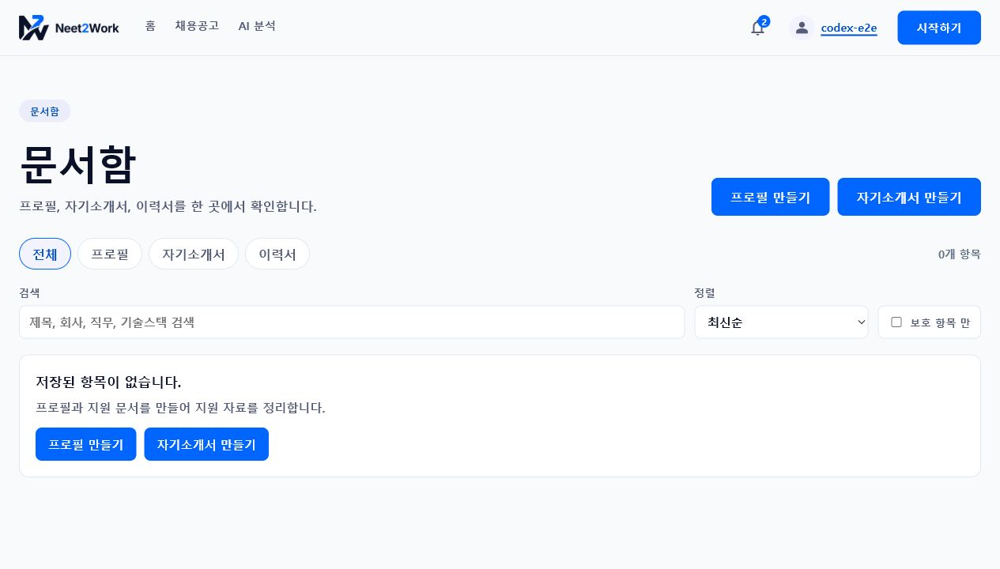 Neet2Work
홈
채용공고
AI 분석
2
codex-e2e
시작하기
문서함
문서함
프로필, 자기소개서, 이력서를 한 곳에서 확인합니다.
프로필 만들기
자기소개서 만들기
전체
프로필
자기소개서
이력서
0개 항목
검색
정렬
제목, 회사, 직무, 기술스택 검색
최신순
보호 항목 만
저장된 항목이 없습니다.
프로필과 지원 문서를 만들어 지원 자료를 정리합니다.
프로필 만들기
자기소개서 만들기